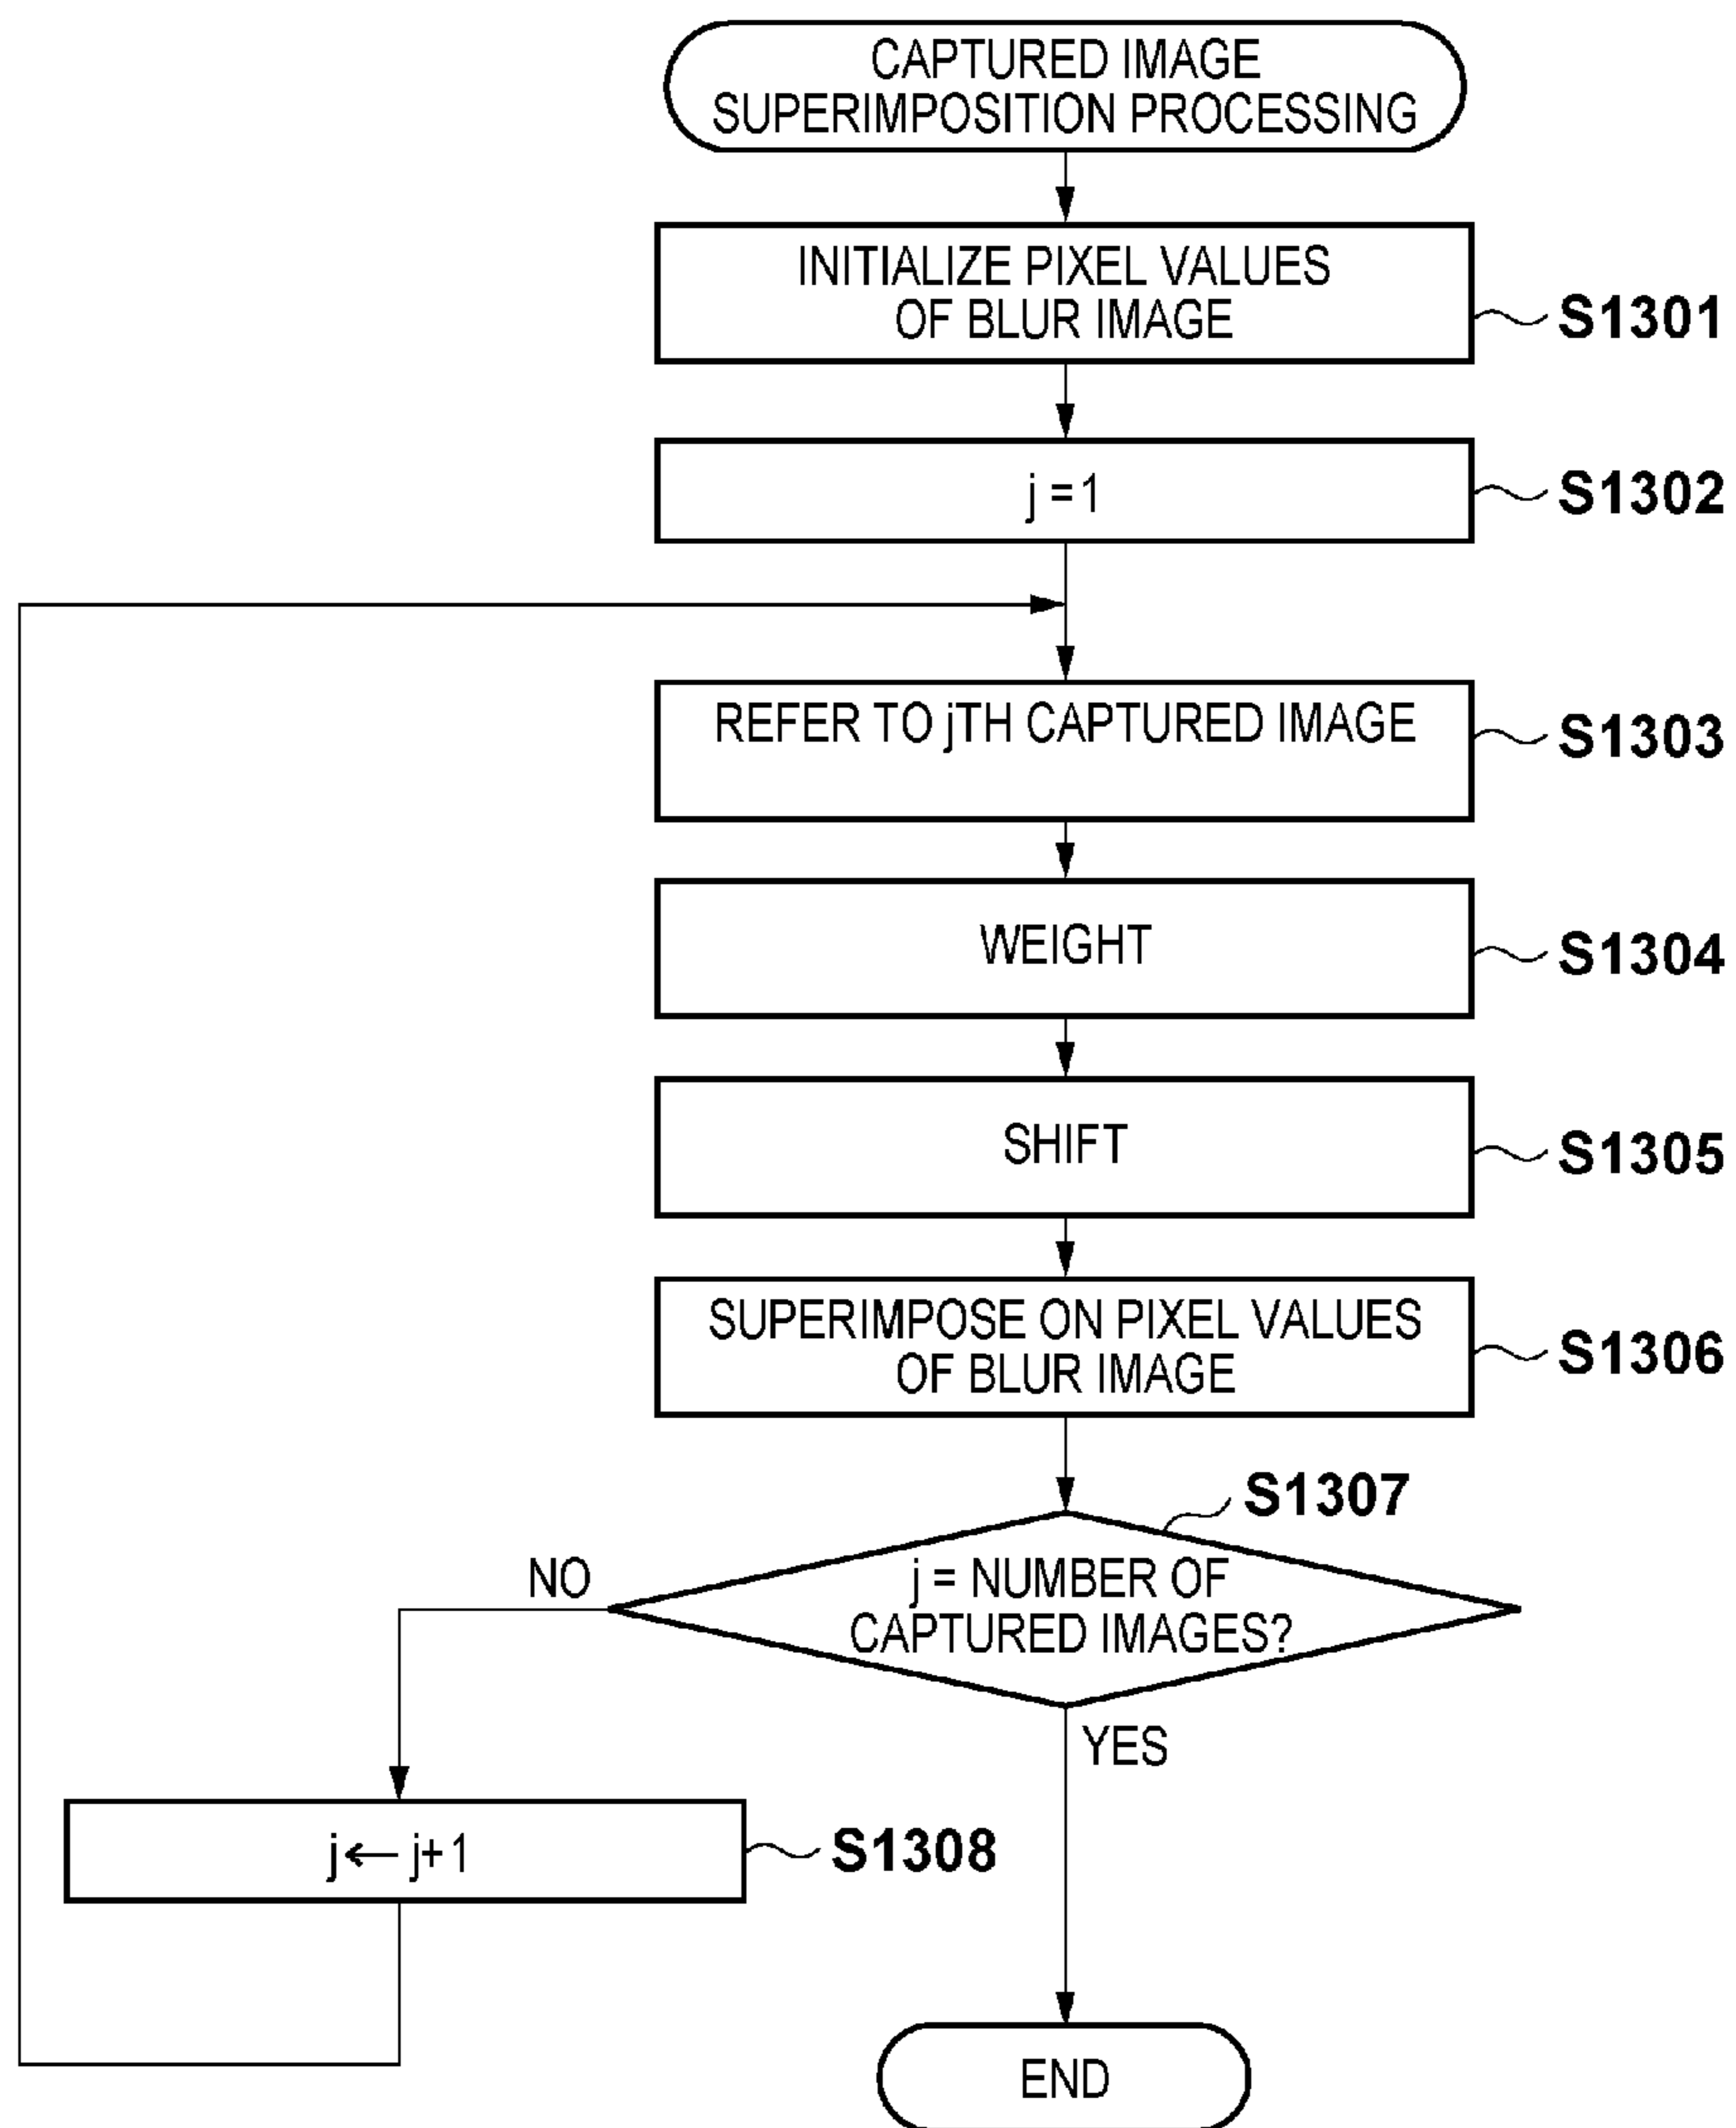 CAPTURED IMAGE
SUPERIMPOSITION PROCESSING
INITIALIZE PIXEL VALUES
OF BLUR IMAGE
S1301
j = 1
S1302
REFER TO jTH CAPTURED IMAGE
S1303
WEIGHT
S1304
SHIFT
S1305
SUPERIMPOSE ON PIXEL VALUES
OF BLUR IMAGE
S1306
S1307
NO
j = NUMBER OF
CAPTURED IMAGES?
YES
j ← j+1
S1308
END